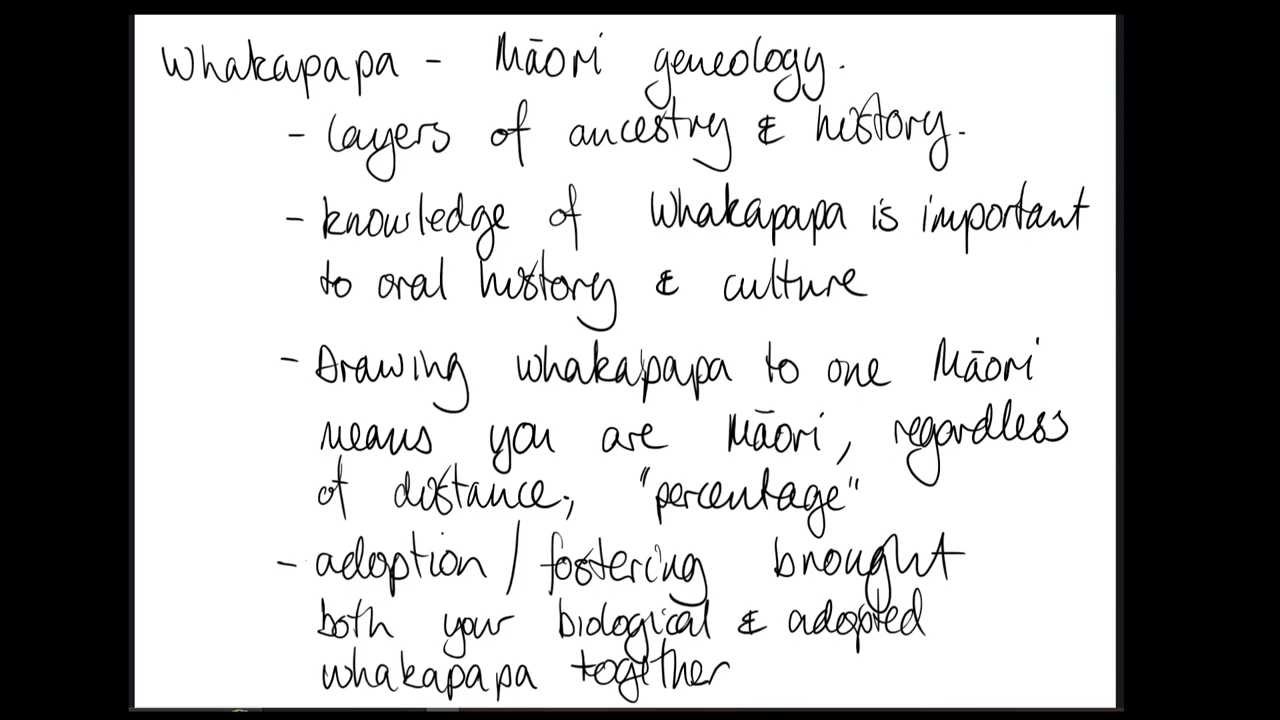 Whakapapa - Māori geneology.
- layers of ancestry & history.
- knowledge of Whakapapa is important
to oral history & culture
- Drawing whakapapa to one Māori
means you are Māori, regardless
of distance, "percentage"
- adoption / fostering brought
both your biological & adopted
whakapapa together